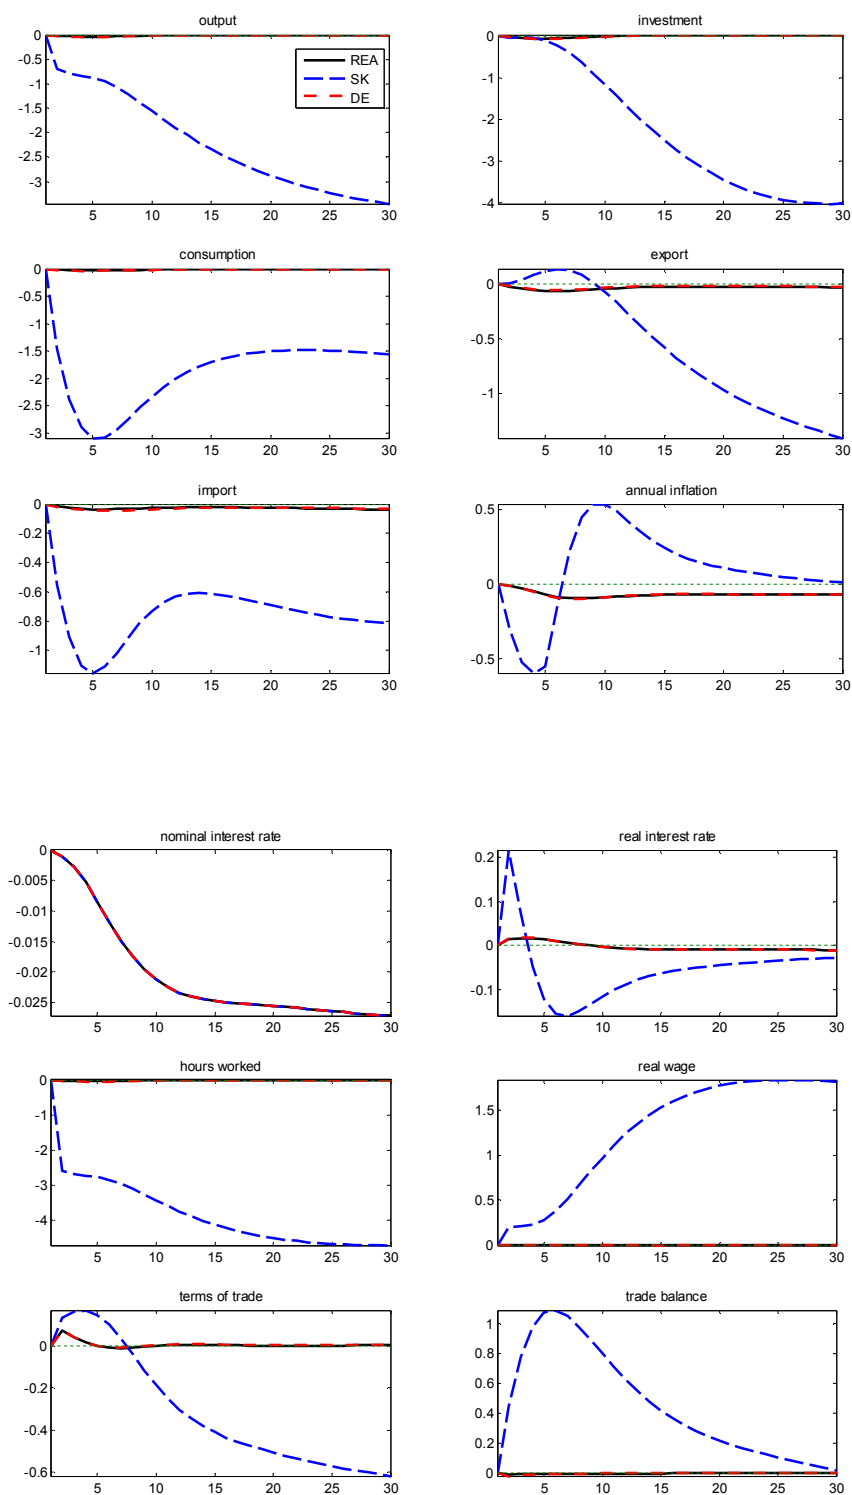 output
0
-0.5
-1
-1.5
-2
-2.5
-3
5 10 15 20 25 30
REA
SK
DE
investment
0
-1
-2
-3
-4
5 10 15 20 25 30
consumption
0
-0.5
-1
-1.5
-2
-2.5
-3
5 10 15 20 25 30
export
0
-0.5
-1
5 10 15 20 25 30
import
0
-0.2
-0.4
-0.6
-0.8
-1
5 10 15 20 25 30
annual inflation
0.5
0
-0.5
5 10 15 20 25 30
nominal interest rate
0
-0.005
-0.01
-0.015
-0.02
-0.025
5 10 15 20 25 30
real interest rate
0.2
0.1
0
-0.1
5 10 15 20 25 30
hours worked
0
-1
-2
-3
-4
5 10 15 20 25 30
real wage
1.5
1
0.5
0
5 10 15 20 25 30
terms of trade
0
-0.2
-0.4
-0.6
5 10 15 20 25 30
trade balance
1
0.8
0.6
0.4
0.2
0
5 10 15 20 25 30